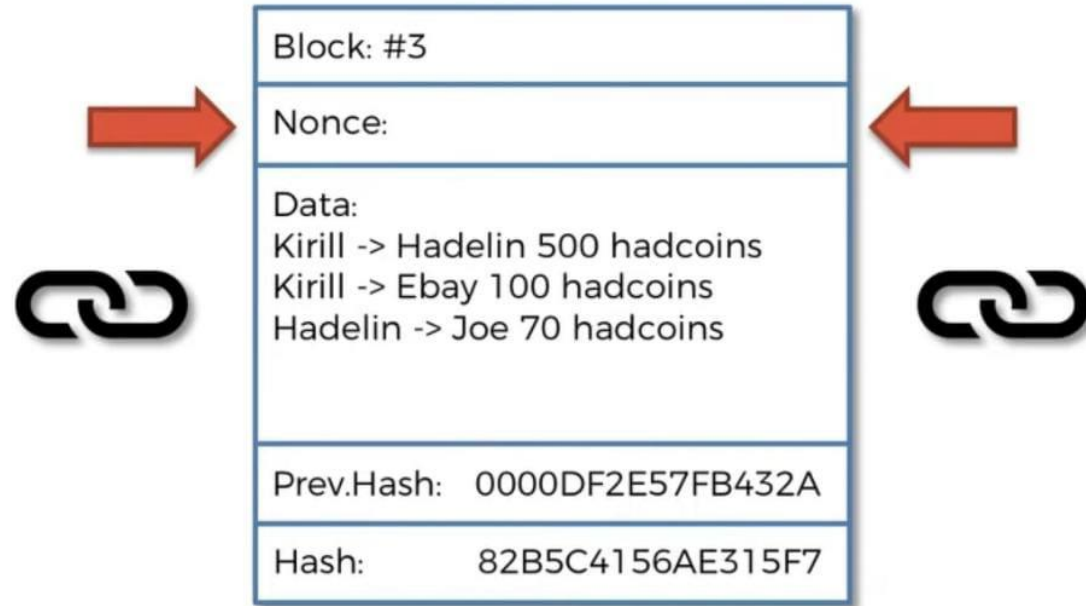 Block: #3
Nonce:
Data:
Kirill -> Hadelin 500 hadcoins
Kirill -> Ebay 100 hadcoins
Hadelin -> Joe 70 hadcoins
Prev.Hash: 0000DF2E57FB432A
Hash: 82B5C4156AE315F7